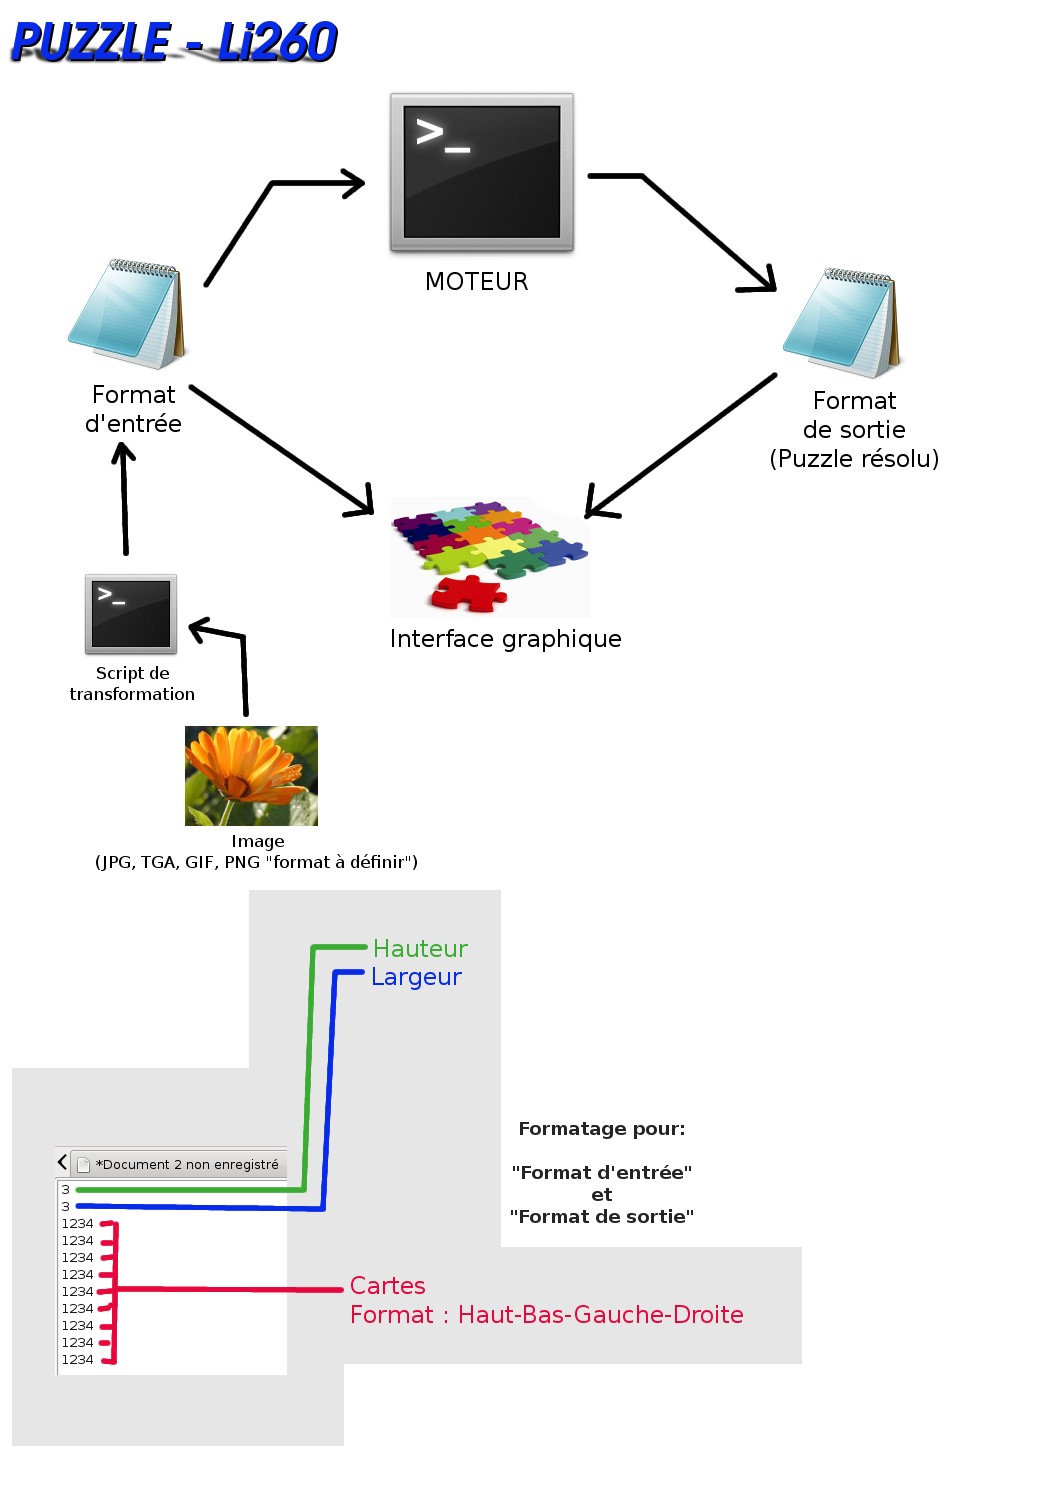 PUZZLE - Li260
>_
MOTEUR
Format
d'entrée
Format
de sortie
(Puzzle résolu)
>_
Script de
transformation
Interface graphique
Image
(JPG, TGA, GIF, PNG "format à définir")
Hauteur
Largeur
Formatage pour:
"Format d'entrée"
et
"Format de sortie"
*Document 2 non enregistré
3
3
1234
1234
1234
1234
1234
1234
1234
1234
1234
Cartes
Format : Haut-Bas-Gauche-Droite